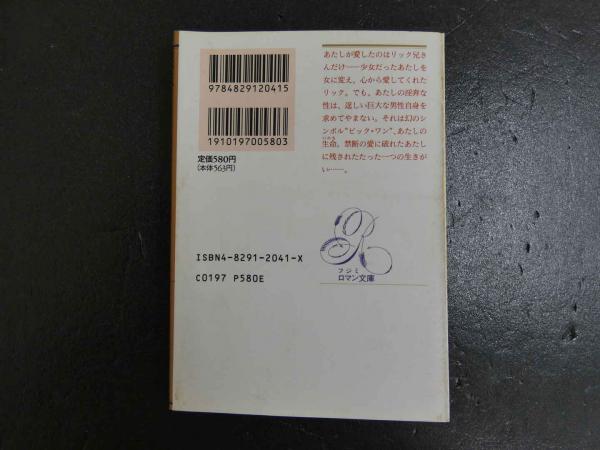 9784829120415
1910197005803
定価580円
(本体563円)
ISBN4-8291-2041-X
C0197 P580E
あたしが愛したのはリック兄さ
んだけ——少女だったあたしを
女に変え、心から愛してくれた
リック。でも、あたしの淫奔な
性は、逞しい巨大な男性自身を
求めてやまない。それは幻のシ
ンボル"ビック・ワン"、あたしの
いのち
生命。禁断の愛に破れたあたし
に残されたたった一つの生きが
い……。
R
フジミ
ロマン文庫